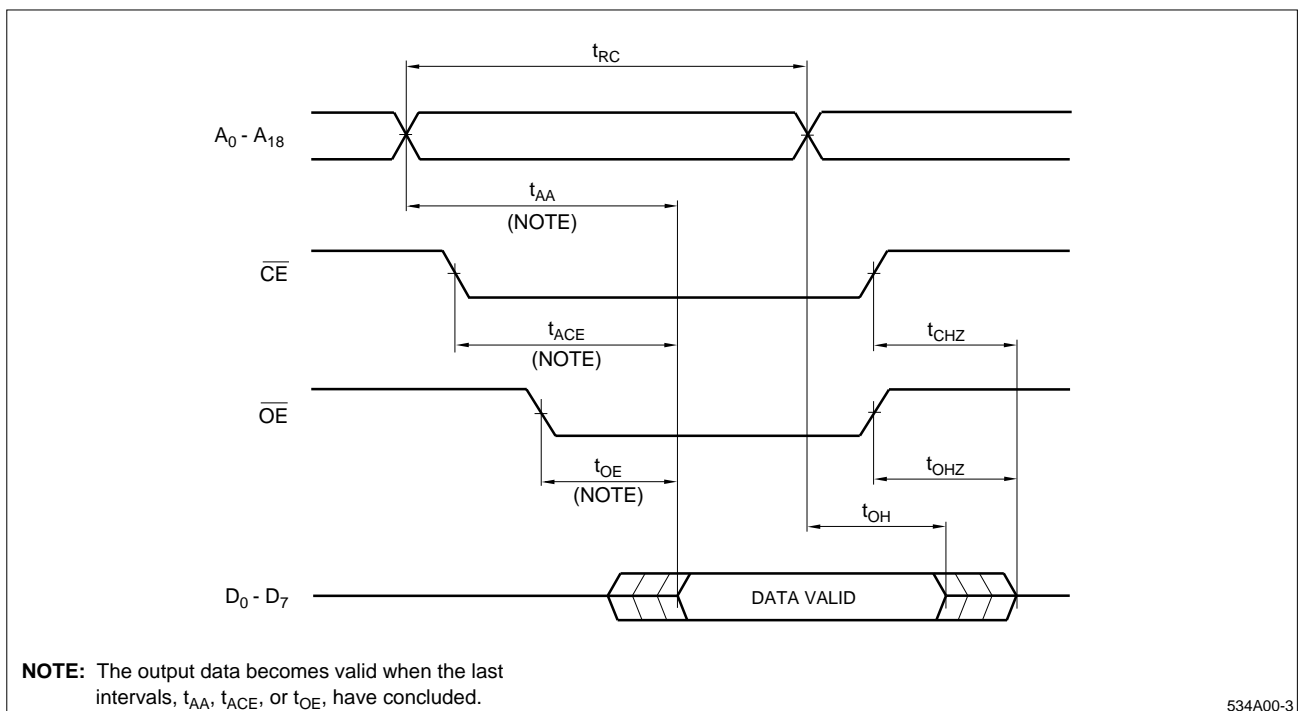 tRC
A0 - A18
tAA
(NOTE)
CE
tACE
(NOTE)
tCHZ
OE
tOE
(NOTE)
tOHZ
tOH
D0 - D7
DATA VALID
NOTE: The output data becomes valid when the last
intervals, tAA, tACE, or tOE, have concluded.
534A00-3